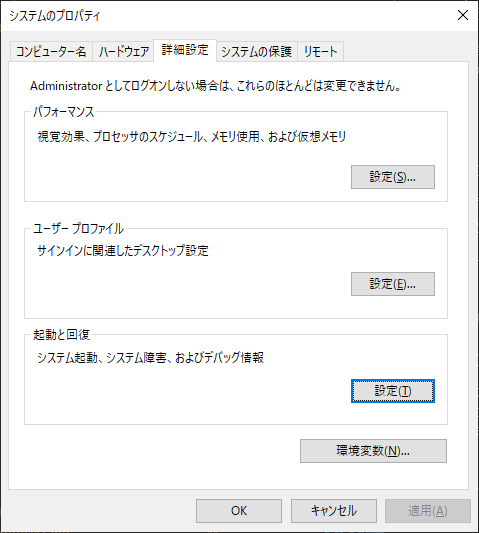 システムのプロパティ
コンピューター名 ハードウェア 詳細設定 システムの保護 リモート
Administrator としてログオンしない場合は、これらのほとんどは変更できません。
パフォーマンス
視覚効果、プロセッサのスケジュール、メモリ使用、および仮想メモリ
設定(S)...
ユーザー プロファイル
サインインに関連したデスクトップ設定
設定(E)...
起動と回復
システム起動、システム障害、およびデバッグ情報
設定(T)
環境変数(N)...
OK キャンセル 適用(A)